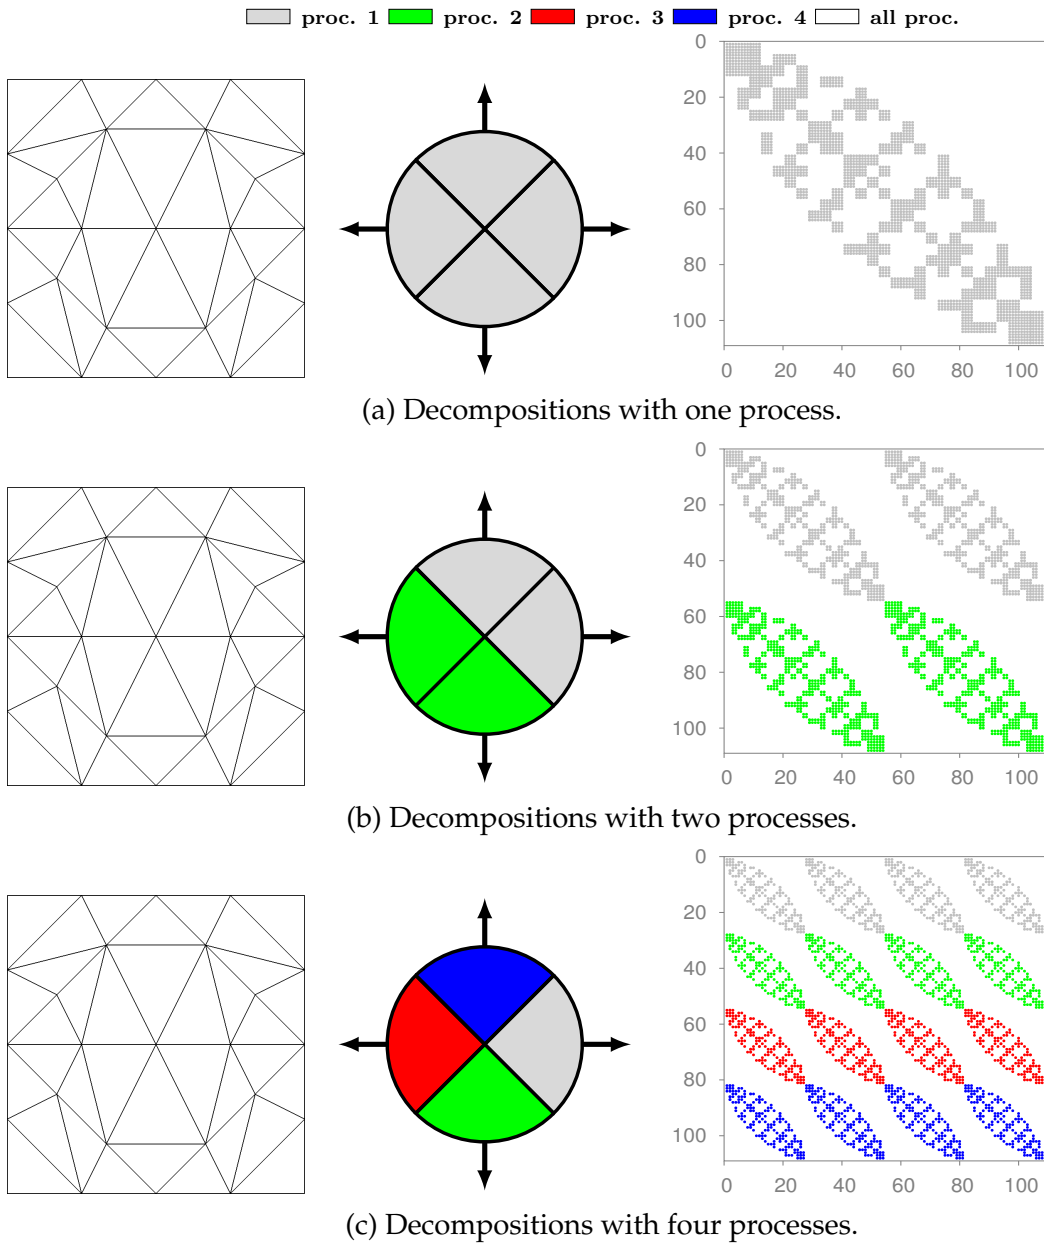 proc. 1 proc. 2 proc. 3 proc. 4 all proc.
0
20
40
60
80
100
0 20 40 60 80 100
(a) Decompositions with one process.
0
20
40
60
80
100
0 20 40 60 80 100
(b) Decompositions with two processes.
0
20
40
60
80
100
0 20 40 60 80 100
(c) Decompositions with four processes.